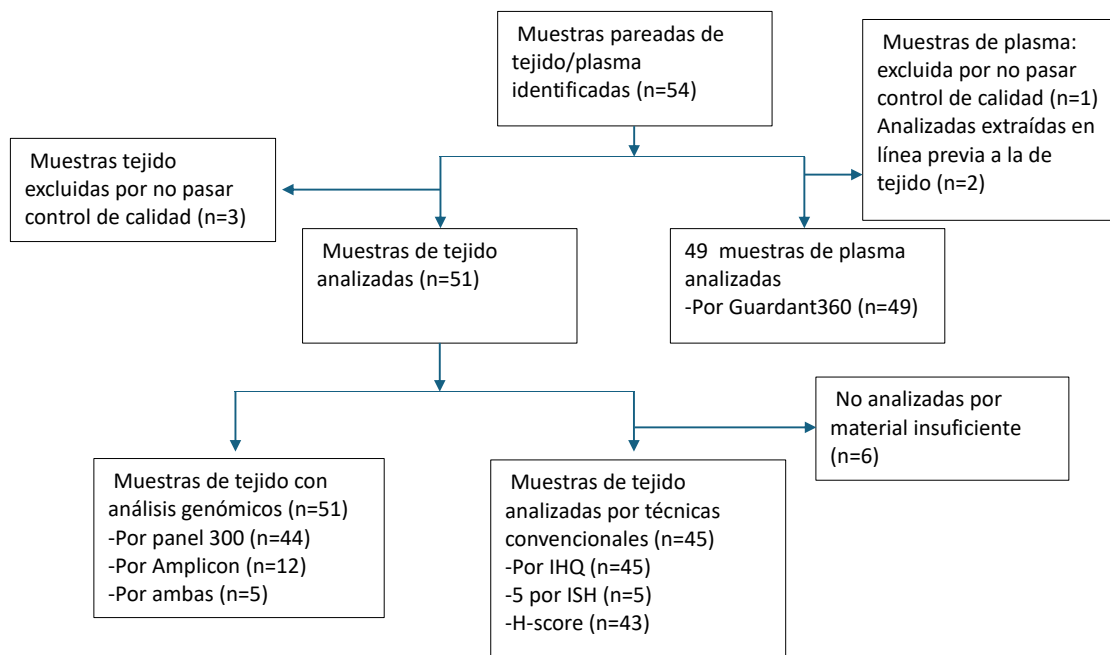 Muestras pareadas de
tejido/plasma
identificadas (n=54)
Muestras de plasma:
excluida por no pasar
control de calidad (n=1)
Analizadas extraídas en
línea previa a la de
tejido (n=2)
Muestras tejido
excluidas por no pasar
control de calidad (n=3)
Muestras de tejido
analizadas (n=51)
49 muestras de plasma
analizadas
-Por Guardant360 (n=49)
No analizadas por
material insuficiente
(n=6)
Muestras de tejido con
análisis genómicos (n=51)
-Por panel 300 (n=44)
-Por Amplicon (n=12)
-Por ambas (n=5)
Muestras de tejido
analizadas por técnicas
convencionales (n=45)
-Por IHQ (n=45)
-5 por ISH (n=5)
-H-score (n=43)